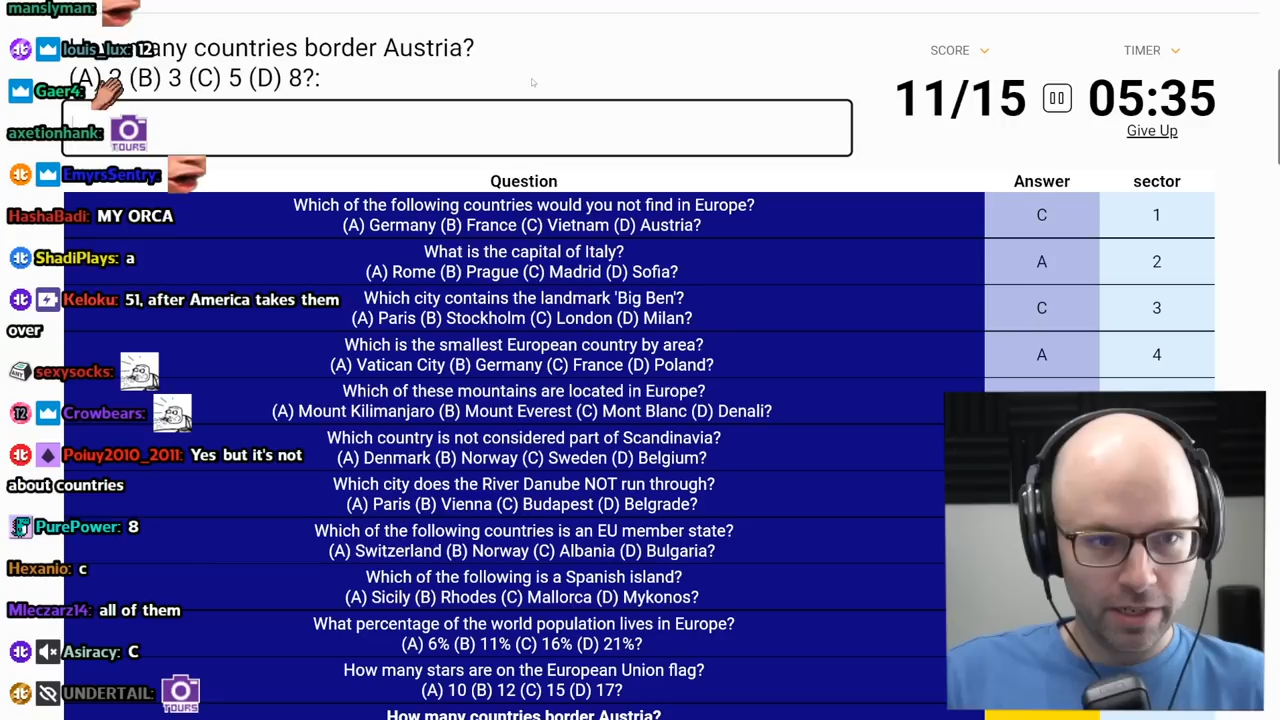 manslyman:
louis_lux: 12
Gaer4:
axetionhank:
TOURS
EmyrsSentry:
HashaBadi: MY ORCA
ShadiPlays: a
Keloku: 51, after America takes them
over
sexysocks:
Crowbears:
Poiuy2010_2011: Yes but it's not
about countries
PurePower: 8
Hexanio: c
Mleczarz14: all of them
Asiracy: C
UNDERTAIL:
TOURS
many countries border Austria?
(A) 2 (B) 3 (C) 5 (D) 8?:
SCORE
11/15
TIMER
05:35
Give Up
Question Answer sector
Which of the following countries would you not find in Europe?
(A) Germany (B) France (C) Vietnam (D) Austria?
C 1
What is the capital of Italy?
(A) Rome (B) Prague (C) Madrid (D) Sofia?
A 2
Which city contains the landmark 'Big Ben'?
(A) Paris (B) Stockholm (C) London (D) Milan?
C 3
Which is the smallest European country by area?
(A) Vatican City (B) Germany (C) France (D) Poland?
A 4
Which of these mountains are located in Europe?
(A) Mount Kilimanjaro (B) Mount Everest (C) Mont Blanc (D) Denali?
Which country is not considered part of Scandinavia?
(A) Denmark (B) Norway (C) Sweden (D) Belgium?
Which city does the River Danube NOT run through?
(A) Paris (B) Vienna (C) Budapest (D) Belgrade?
Which of the following countries is an EU member state?
(A) Switzerland (B) Norway (C) Albania (D) Bulgaria?
Which of the following is a Spanish island?
(A) Sicily (B) Rhodes (C) Mallorca (D) Mykonos?
What percentage of the world population lives in Europe?
(A) 6% (B) 11% (C) 16% (D) 21%?
How many stars are on the European Union flag?
(A) 10 (B) 12 (C) 15 (D) 17?
How many countries border Austria?